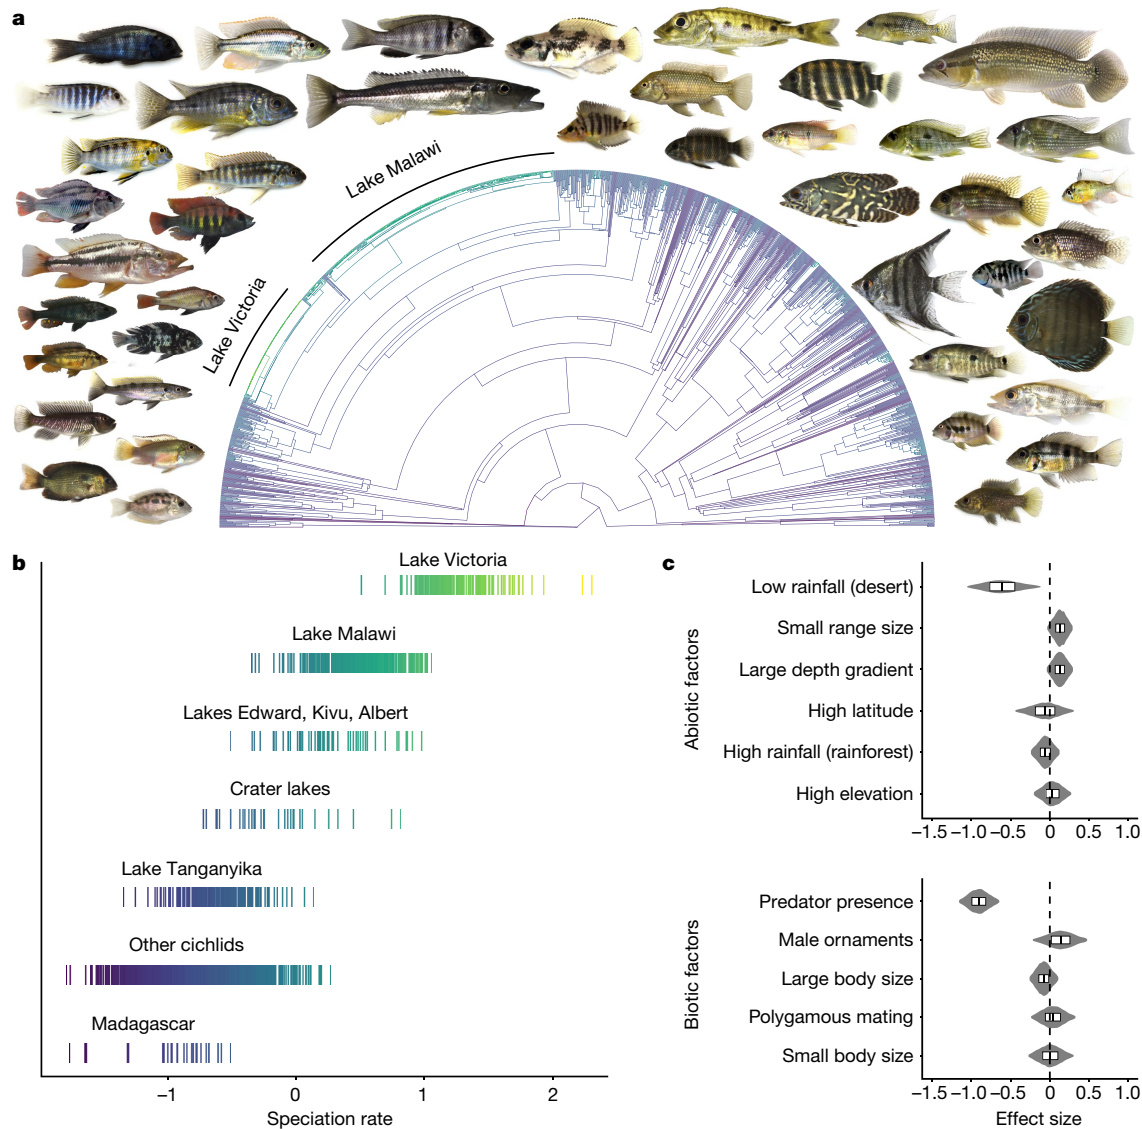 a
Lake Malawi
Lake Victoria
b
Lake Victoria
Lake Malawi
Lakes Edward, Kivu, Albert
Crater lakes
Lake Tanganyika
Other cichlids
Madagascar
−1 0 1 2
Speciation rate
c
Abiotic factors
Low rainfall (desert)
Small range size
Large depth gradient
High latitude
High rainfall (rainforest)
High elevation
−1.5 −1.0 −0.5 0 0.5 1.0
Biotic factors
Predator presence
Male ornaments
Large body size
Polygamous mating
Small body size
−1.5 −1.0 −0.5 0 0.5 1.0
Effect size